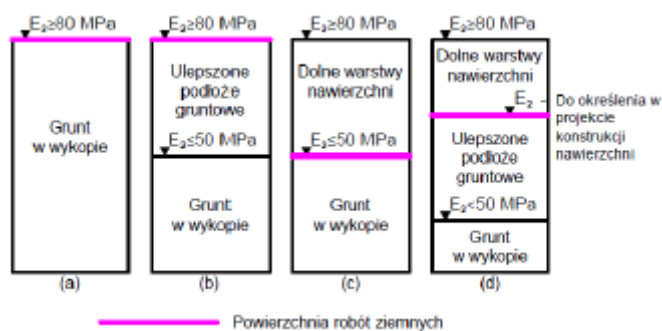 E₂≥80 MPa
Grunt
w wykopie
(a)
E₂≥80 MPa
Ulepszone
podłoże
gruntowe
E₂≤50 MPa
Grunt
w wykopie
(b)
E₂≥80 MPa
Dolne warstwy
nawierzchni
E₂≤50 MPa
Grunt
w wykopie
(c)
E₂≥80 MPa
Dolne warstwy
nawierzchni
E₂
Ulepszone
podłoże
gruntowe
E₂<50 MPa
Grunt
w wykopie
(d)
Do określenia w
projekcie
konstrukcji
nawierzchni
Powierzchnia robót ziemnych